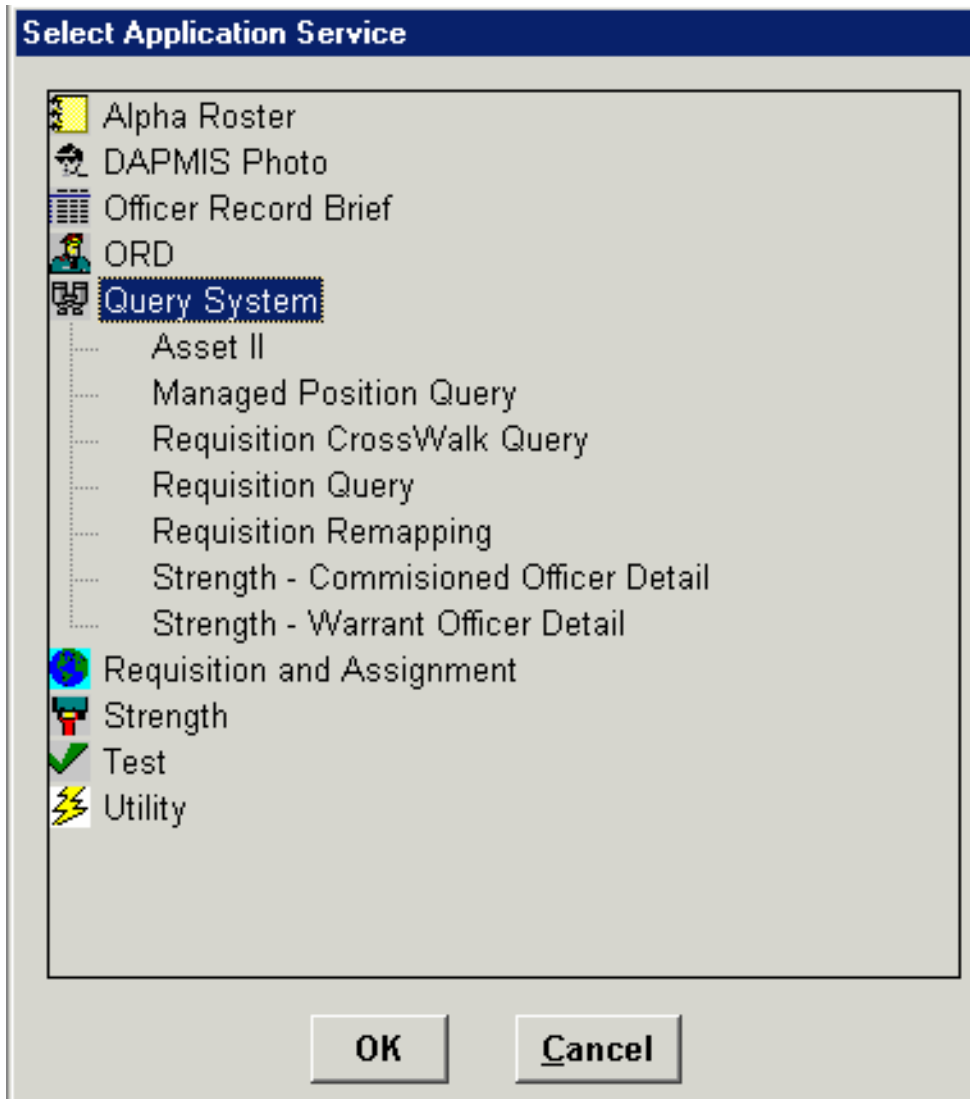 Select Application Service
Alpha Roster
DAPMIS Photo
Officer Record Brief
ORD
Query System
Asset II
Managed Position Query
Requisition CrossWalk Query
Requisition Query
Requisition Remapping
Strength - Commisioned Officer Detail
Strength - Warrant Officer Detail
Requisition and Assignment
Strength
Test
Utility
OK Cancel